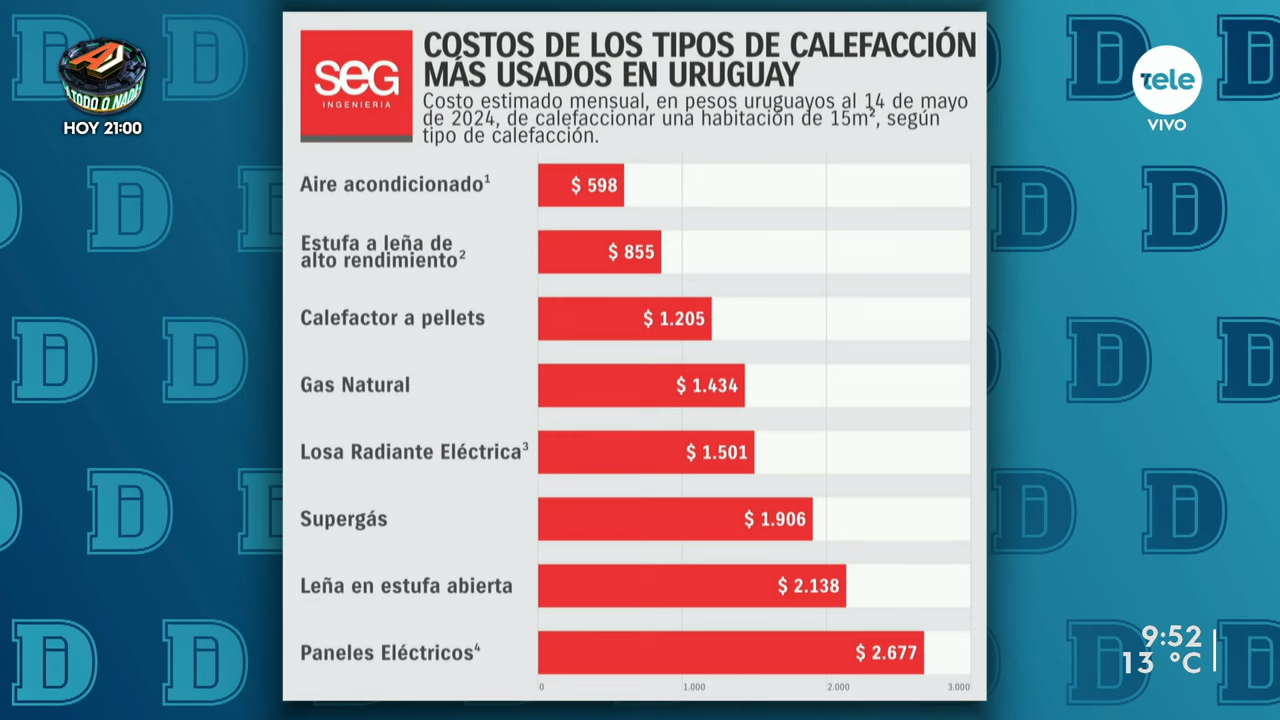 A TODO O NADA
HOY 21:00
SEG
INGENIERIA
COSTOS DE LOS TIPOS DE CALEFACCIÓN
MÁS USADOS EN URUGUAY
Costo estimado mensual, en pesos uruguayos al 14 de mayo
de 2024, de calefaccionar una habitación de 15m², según
tipo de calefacción.
Tele
VIVO
Aire acondicionado¹ $ 598
Estufa a leña de
alto rendimiento² $ 855
Calefactor a pellets $ 1.205
Gas Natural $ 1.434
Losa Radiante Eléctrica³ $ 1.501
Supergás $ 1.906
Leña en estufa abierta $ 2.138
Paneles Eléctricos⁴ $ 2.677
0 1.000 2.000 3.000
9:52
13 °C